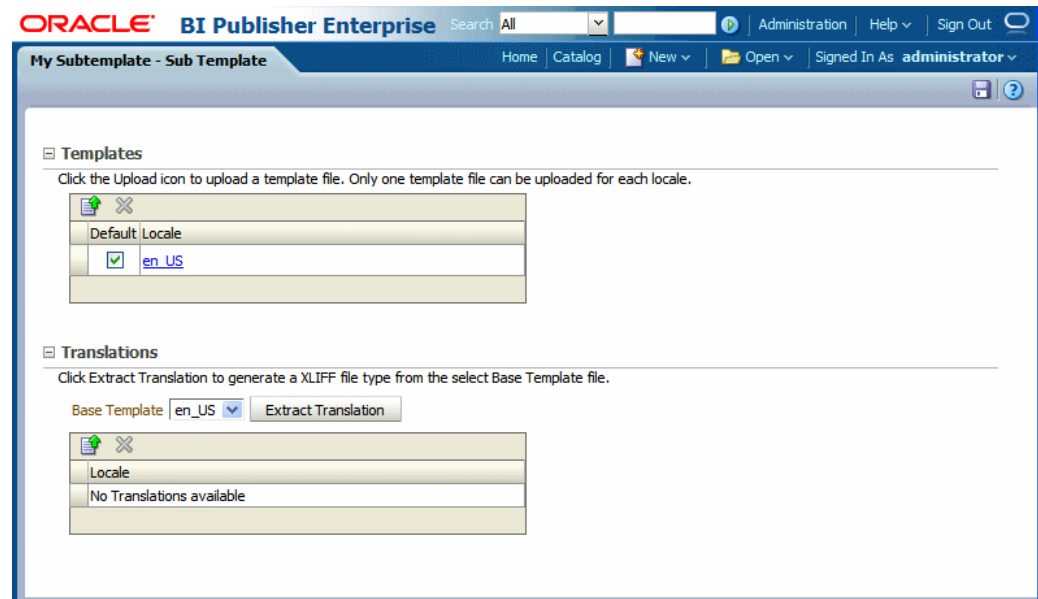 ORACLE BI Publisher Enterprise Search All Administration Help Sign Out
My Subtemplate - Sub Template Home Catalog New Open Signed In As administrator
Templates
Click the Upload icon to upload a template file. Only one template file can be uploaded for each locale.
Default Locale
en_US
Translations
Click Extract Translation to generate a XLIFF file type from the select Base Template file.
Base Template en_US Extract Translation
Locale
No Translations available